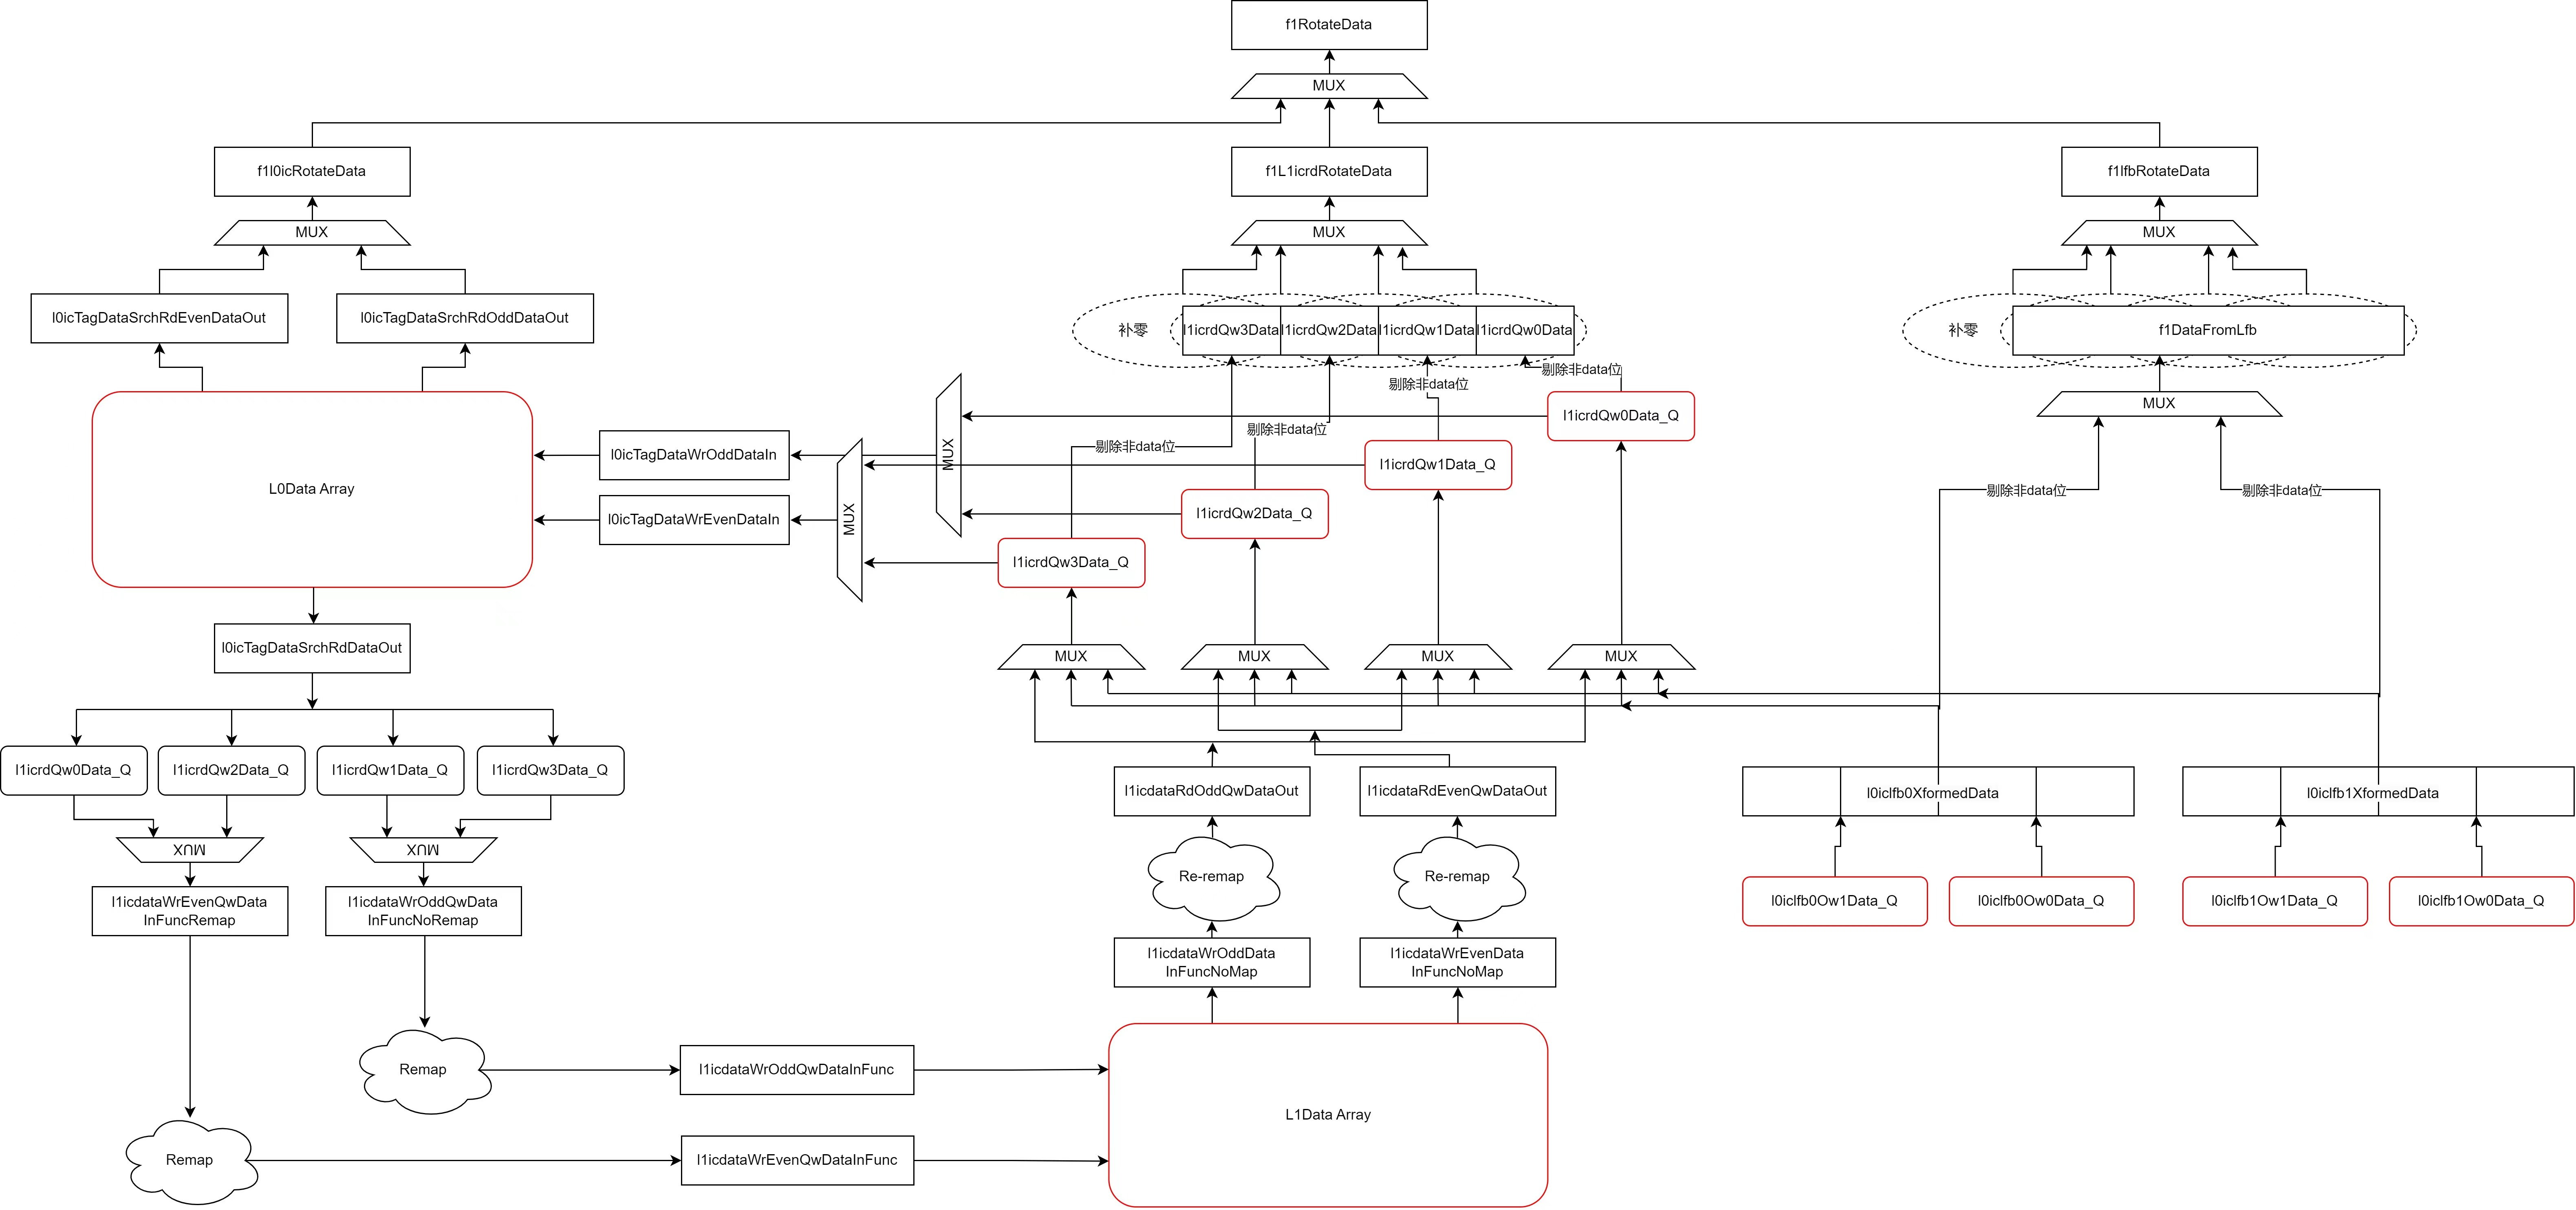 f1RotateData
MUX
f1l0icRotateData
f1L1icrdRotateData
f1lfbRotateData
MUX
MUX
MUX
l0icTagDataSrchRdEvenDataOut
l0icTagDataSrchRdOddDataOut
补零
l1icrdQw3Data
l1icrdQw2Data
l1icrdQw1Data
l1icrdQw0Data
补零
f1DataFromLfb
剔除非data位
剔除非data位
MUX
l1icrdQw0Data_Q
剔除非data位
剔除非data位
l0icTagDataWrOddDataIn
MUX
l1icrdQw1Data_Q
L0Data Array
剔除非data位
剔除非data位
l1icrdQw2Data_Q
l0icTagDataWrEvenDataIn
MUX
l1icrdQw3Data_Q
l0icTagDataSrchRdDataOut
MUX
MUX
MUX
MUX
l1icrdQw0Data_Q
l1icrdQw2Data_Q
l1icrdQw1Data_Q
l1icrdQw3Data_Q
l1icdataRdOddQwDataOut
l1icdataRdEvenQwDataOut
l0iclfb0XformedData
l0iclfb1XformedData
MUX
MUX
Re-remap
Re-remap
l1icdataWrEvenQwData
InFuncRemap
l1icdataWrOddQwData
InFuncNoRemap
l0iclfb0Ow1Data_Q
l0iclfb0Ow0Data_Q
l0iclfb1Ow1Data_Q
l0iclfb1Ow0Data_Q
l1icdataWrOddData
InFuncNoMap
l1icdataWrEvenData
InFuncNoMap
Remap
l1icdataWrOddQwDataInFunc
L1Data Array
Remap
l1icdataWrEvenQwDataInFunc